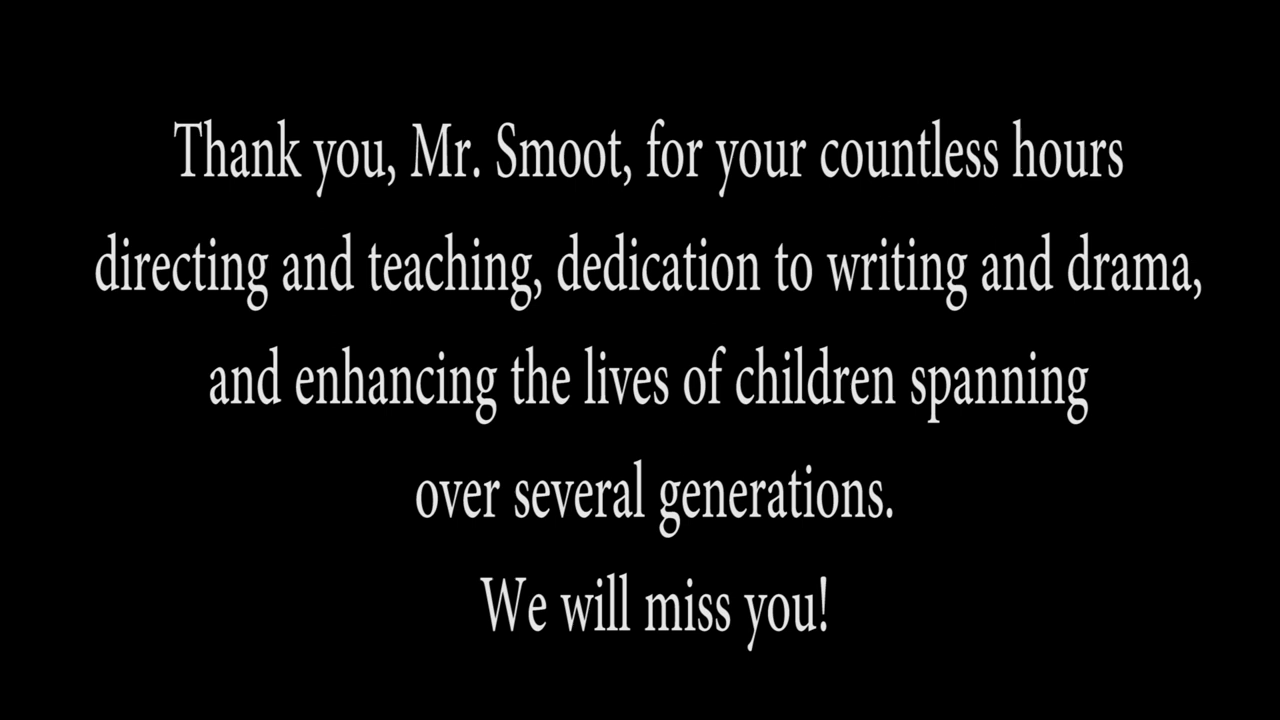 Thank you, Mr. Smoot, for your countless hours
directing and teaching, dedication to writing and drama,
and enhancing the lives of children spanning
over several generations.
We will miss you!